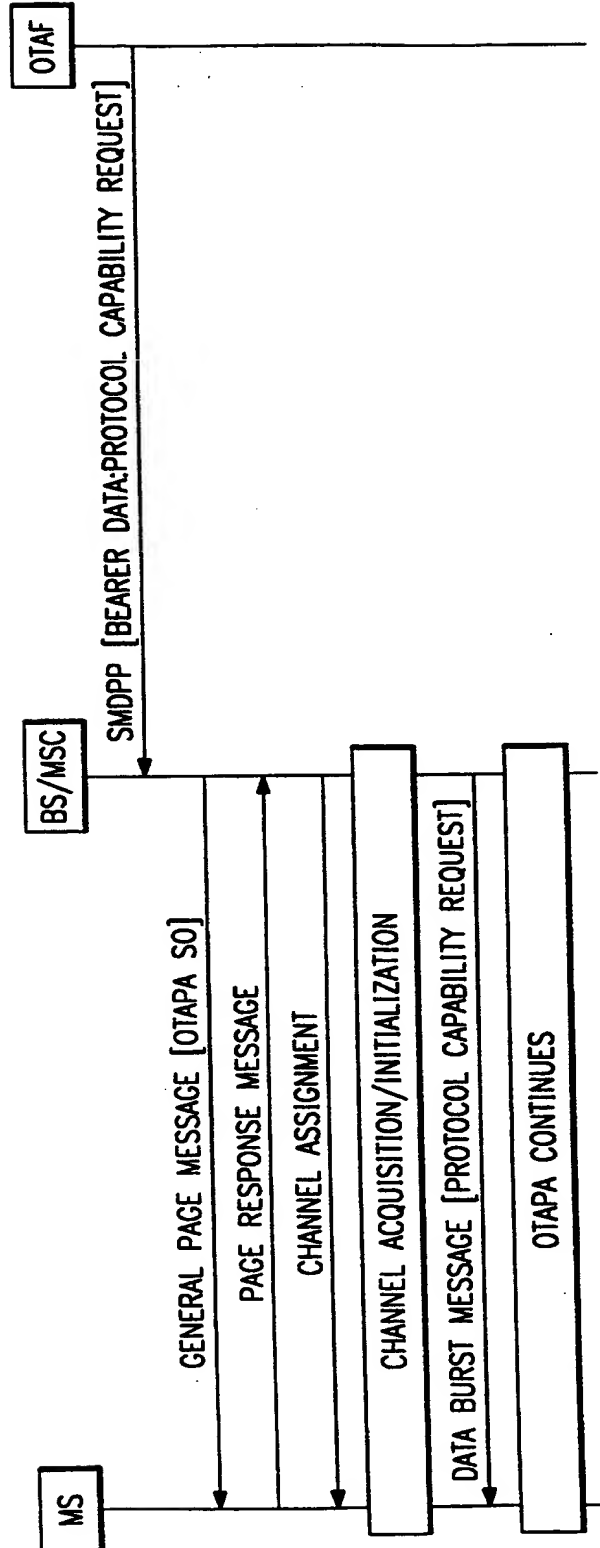 MS
BS/MSC
OTAF
SMDPP [BEARER DATA:PROTOCOL CAPABILITY REQUEST]
GENERAL PAGE MESSAGE [OTAPA SO]
PAGE RESPONSE MESSAGE
CHANNEL ASSIGNMENT
CHANNEL ACQUISITION/INITIALIZATION
DATA BURST MESSAGE [PROTOCOL CAPABILITY REQUEST]
OTAPA CONTINUES